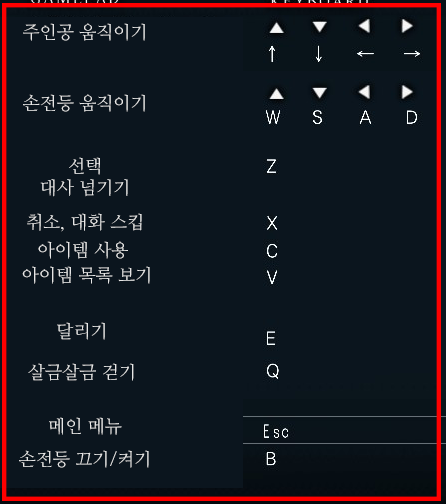 주인공 움직이기
▲ ▼ ◀ ▶
↑ ↓ ← →
손전등 움직이기
▲ ▼ ◀ ▶
W S A D
선택 Z
대사 넘기기
취소, 대화 스킵 X
아이템 사용 C
아이템 목록 보기 V
달리기 E
살금살금 걷기 Q
메인 메뉴 Esc
손전등 끄기/켜기 B